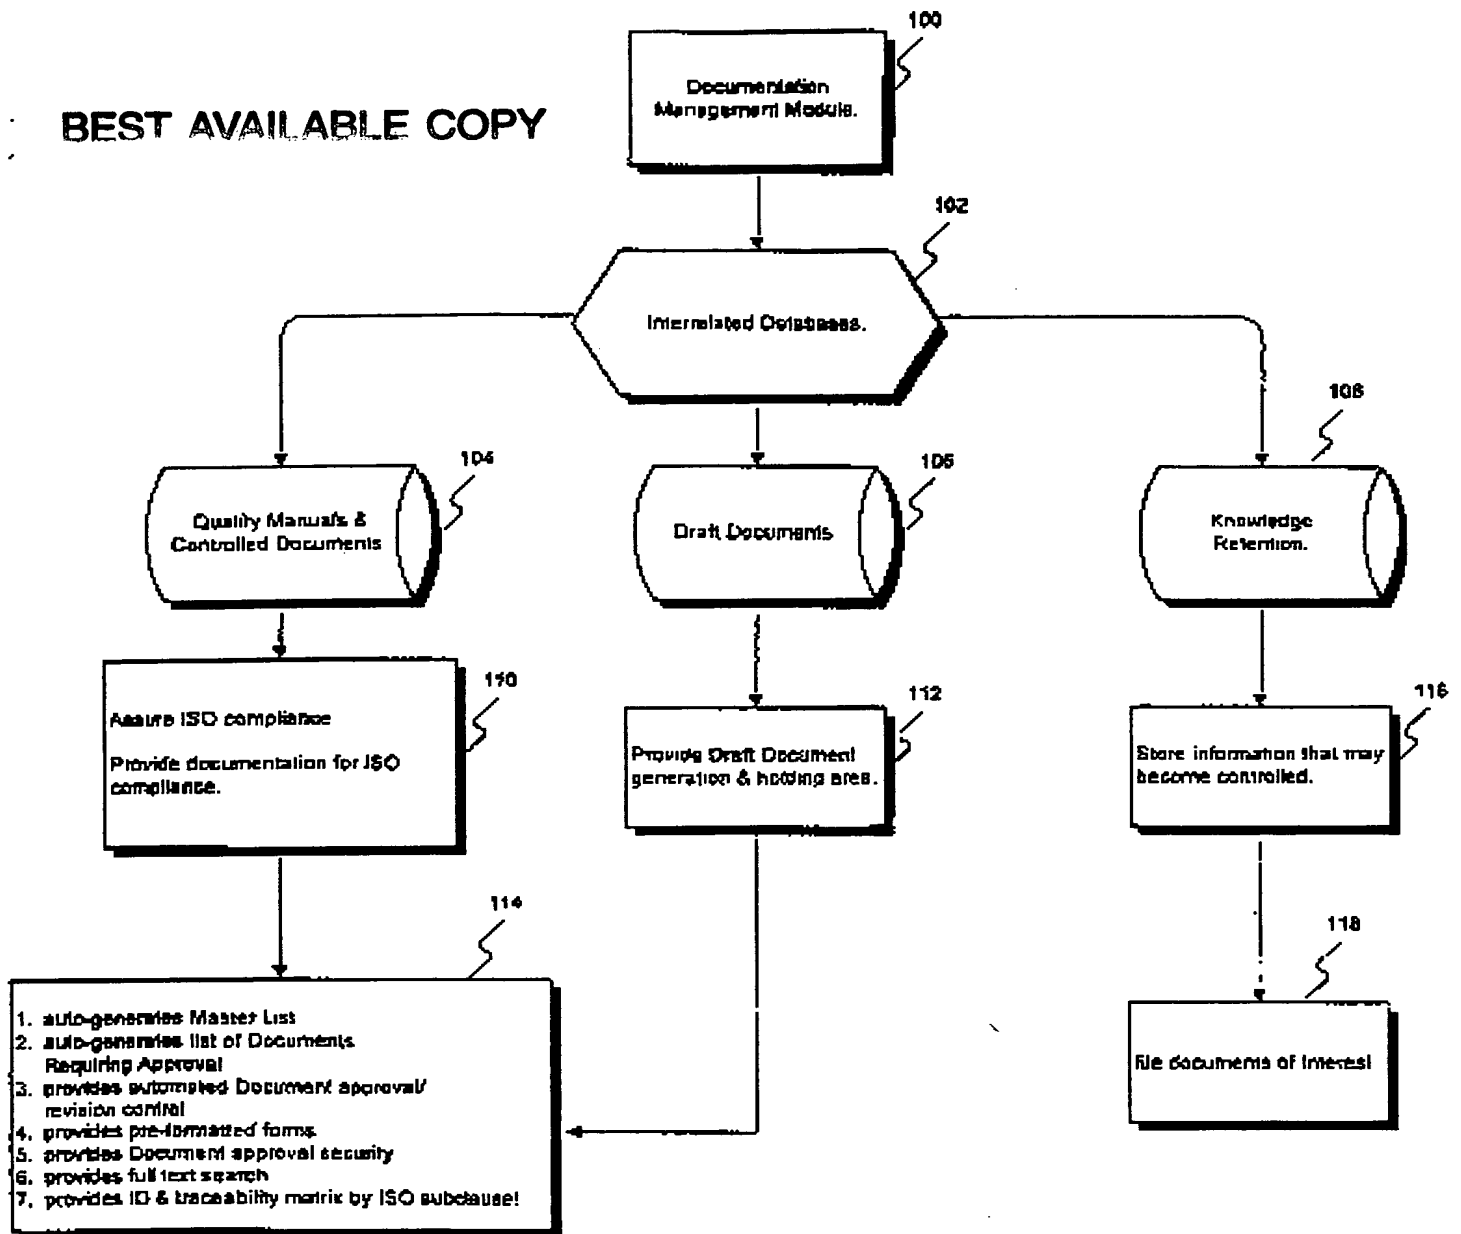 100
Documentation
Management Module.
BEST AVAILABLE COPY
102
Interrelated Databases.
108
104
106
Quality Manuals &
Controlled Documents
Draft Documents
Knowledge
Retention.
110
112
116
Assure ISO compliance
Provide documentation for ISO
compliance.
Provide Draft Document
generation & holding area.
Store information that may
become controlled.
114
118
1. auto-generates Master List
2. auto-generates list of Documents
Requiring Approval
3. provides automated Document approval/
revision control
4. provides pre-formatted forms
5. provides Document approval security
6. provides full text search
7. provides ID & traceability matrix by ISO subclause!
file documents of interest